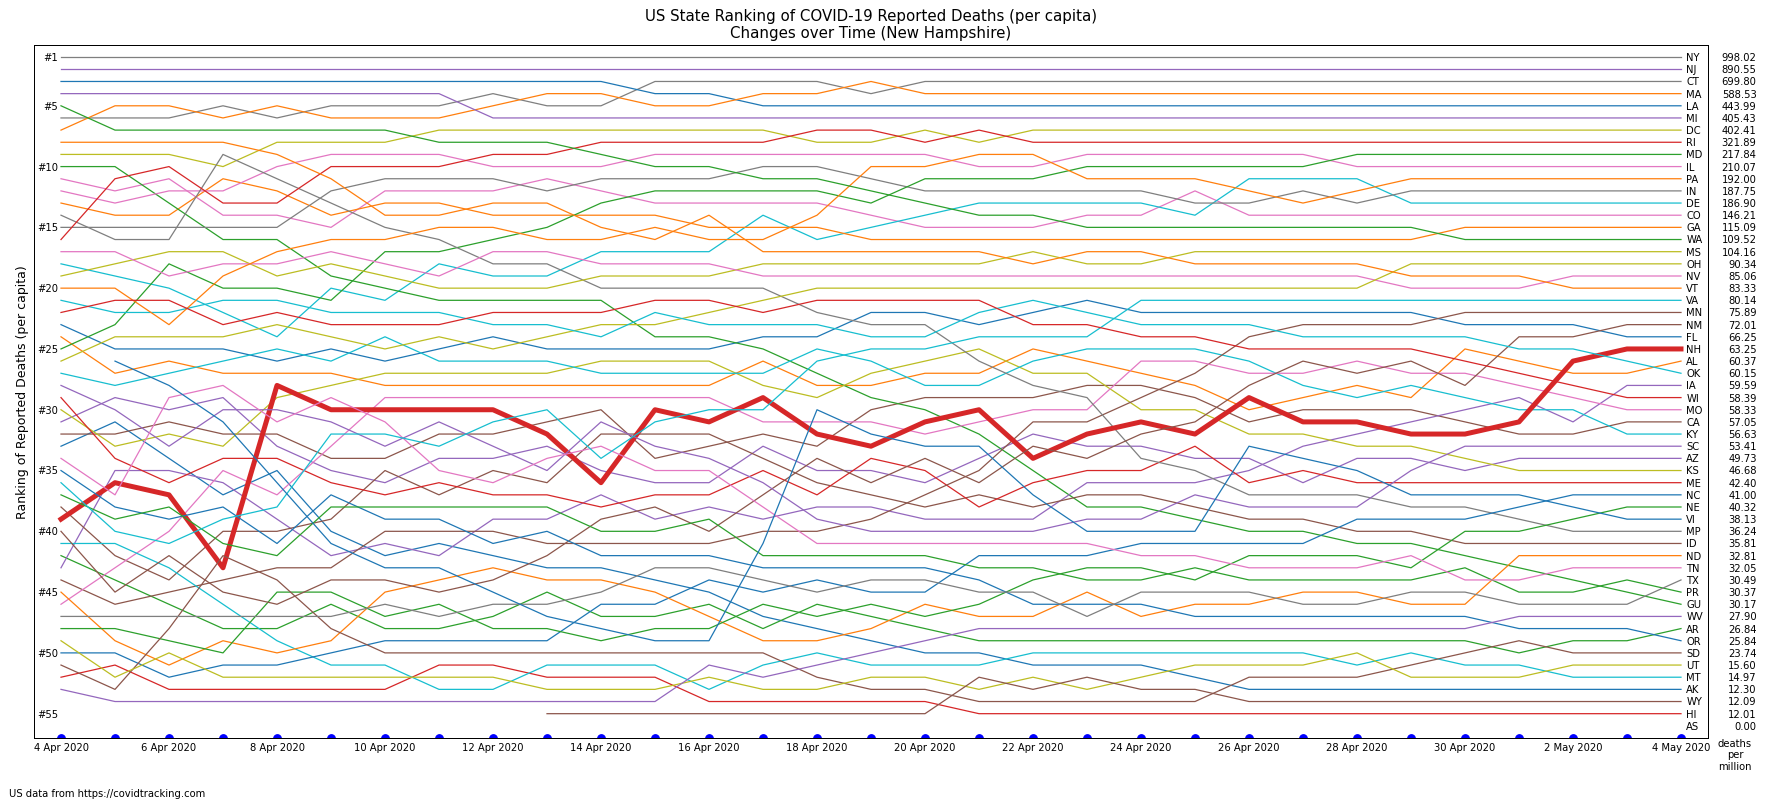 US State Ranking of COVID-19 Reported Deaths (per capita)
Changes over Time (New Hampshire)
Ranking of Reported Deaths (per capita)
#1
#5
#10
#15
#20
#25
#30
#35
#40
#45
#50
#55
NY 998.02
NJ 890.55
CT 699.80
MA 588.53
LA 443.99
MI 405.43
DC 402.41
RI 321.89
MD 217.84
IL 210.07
PA 192.00
IN 187.75
DE 186.90
CO 146.21
GA 115.09
WA 109.52
MS 104.16
OH 90.34
NV 85.06
VT 83.33
VA 80.14
MN 75.89
NM 72.01
FL 66.25
NH 63.25
AL 60.37
OK 60.15
IA 59.59
WI 58.39
MO 58.33
CA 57.05
KY 56.63
SC 53.41
AZ 49.73
KS 46.68
ME 42.40
NC 41.00
NE 40.32
VI 38.13
MP 36.24
ID 35.81
ND 32.81
TN 32.05
TX 30.49
PR 30.37
GU 30.17
WV 27.90
AR 26.84
OR 25.84
SD 23.74
UT 15.60
MT 14.97
AK 12.30
WY 12.09
HI 12.01
AS 0.00
4 Apr 2020 6 Apr 2020 8 Apr 2020 10 Apr 2020 12 Apr 2020 14 Apr 2020 16 Apr 2020 18 Apr 2020 20 Apr 2020 22 Apr 2020 24 Apr 2020 26 Apr 2020 28 Apr 2020 30 Apr 2020 2 May 2020 4 May 2020
deaths
per
million
US data from https://covidtracking.com